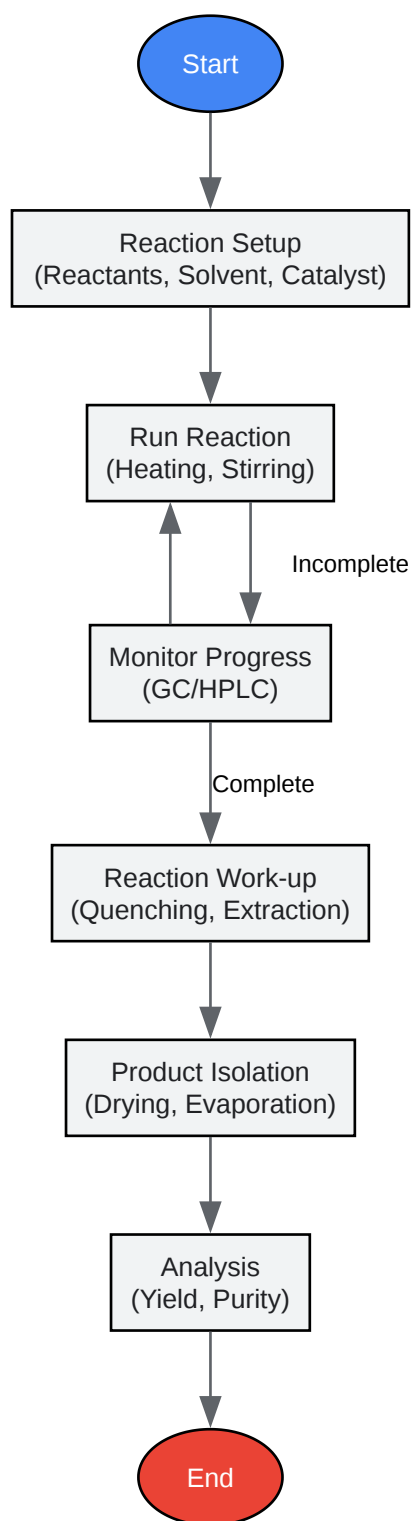 Start
Reaction Setup
(Reactants, Solvent, Catalyst)
Run Reaction
(Heating, Stirring)
Incomplete
Monitor Progress
(GC/HPLC)
Complete
Reaction Work-up
(Quenching, Extraction)
Product Isolation
(Drying, Evaporation)
Analysis
(Yield, Purity)
End